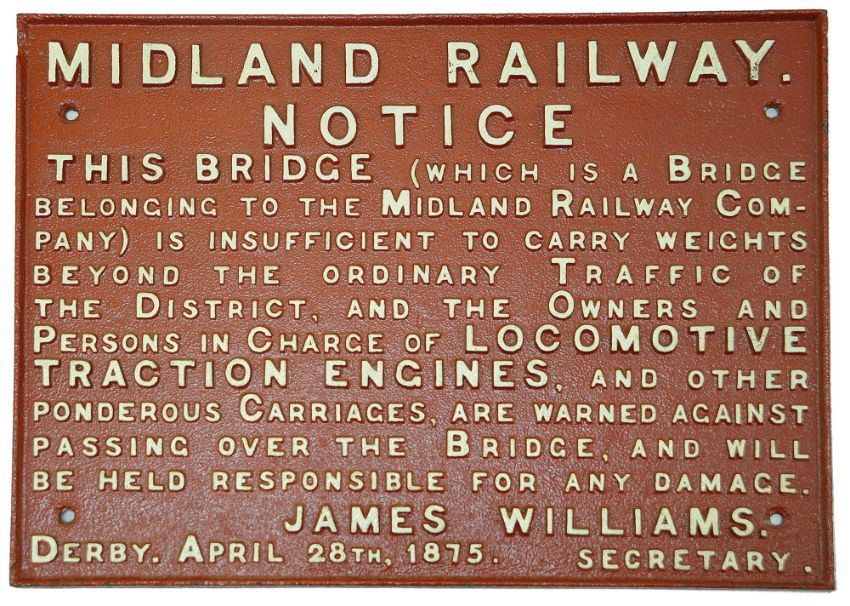 MIDLAND RAILWAY.
NOTICE
THIS BRIDGE (WHICH IS A BRIDGE
BELONGING TO THE MIDLAND RAILWAY COM-
PANY) IS INSUFFICIENT TO CARRY WEIGHTS
BEYOND THE ORDINARY TRAFFIC OF
THE DISTRICT, AND THE OWNERS AND
PERSONS IN CHARGE OF LOCOMOTIVE
TRACTION ENGINES, AND OTHER
PONDEROUS CARRIAGES, ARE WARNED AGAINST
PASSING OVER THE BRIDGE, AND WILL
BE HELD RESPONSIBLE FOR ANY DAMAGE.
JAMES WILLIAMS.
DERBY. APRIL 28TH, 1875. SECRETARY.